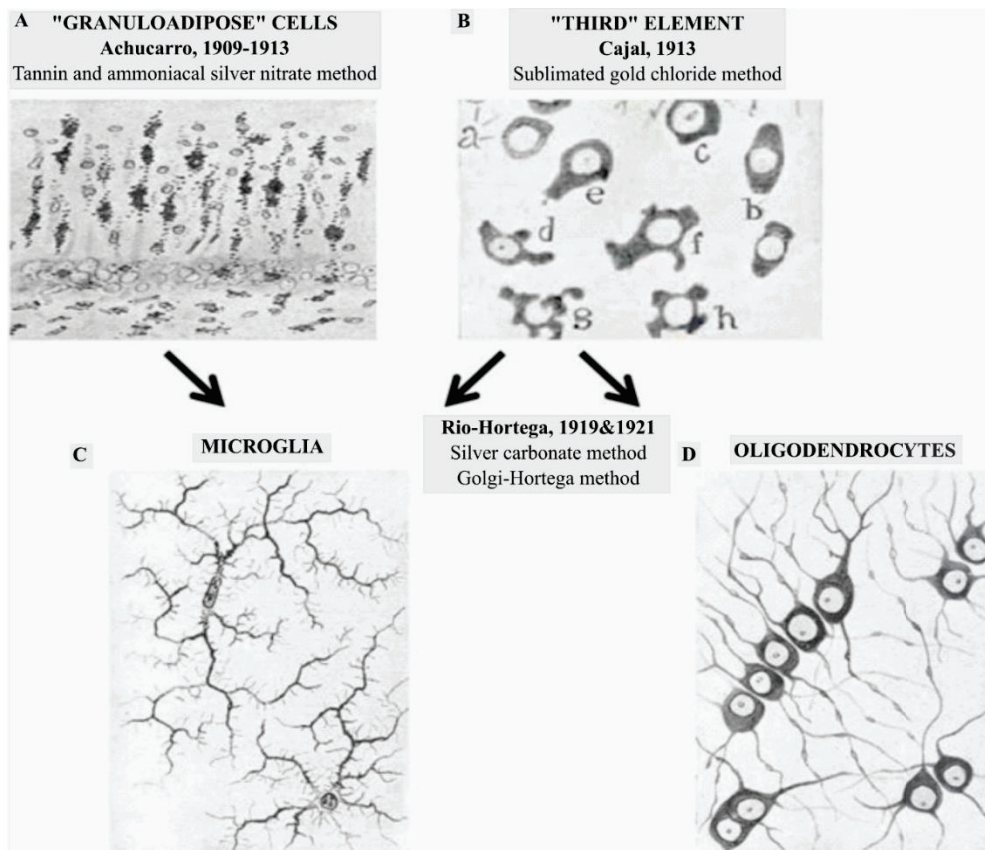 A
"GRANULOADIPOSE" CELLS
Achucarro, 1909-1913
Tannin and ammoniacal silver nitrate method
B
"THIRD" ELEMENT
Cajal, 1913
Sublimated gold chloride method
a
c
e
b
d
f
g
h
C
MICROGLIA
Rio-Hortega, 1919&1921
Silver carbonate method
Golgi-Hortega method
D
OLIGODENDROCYTES